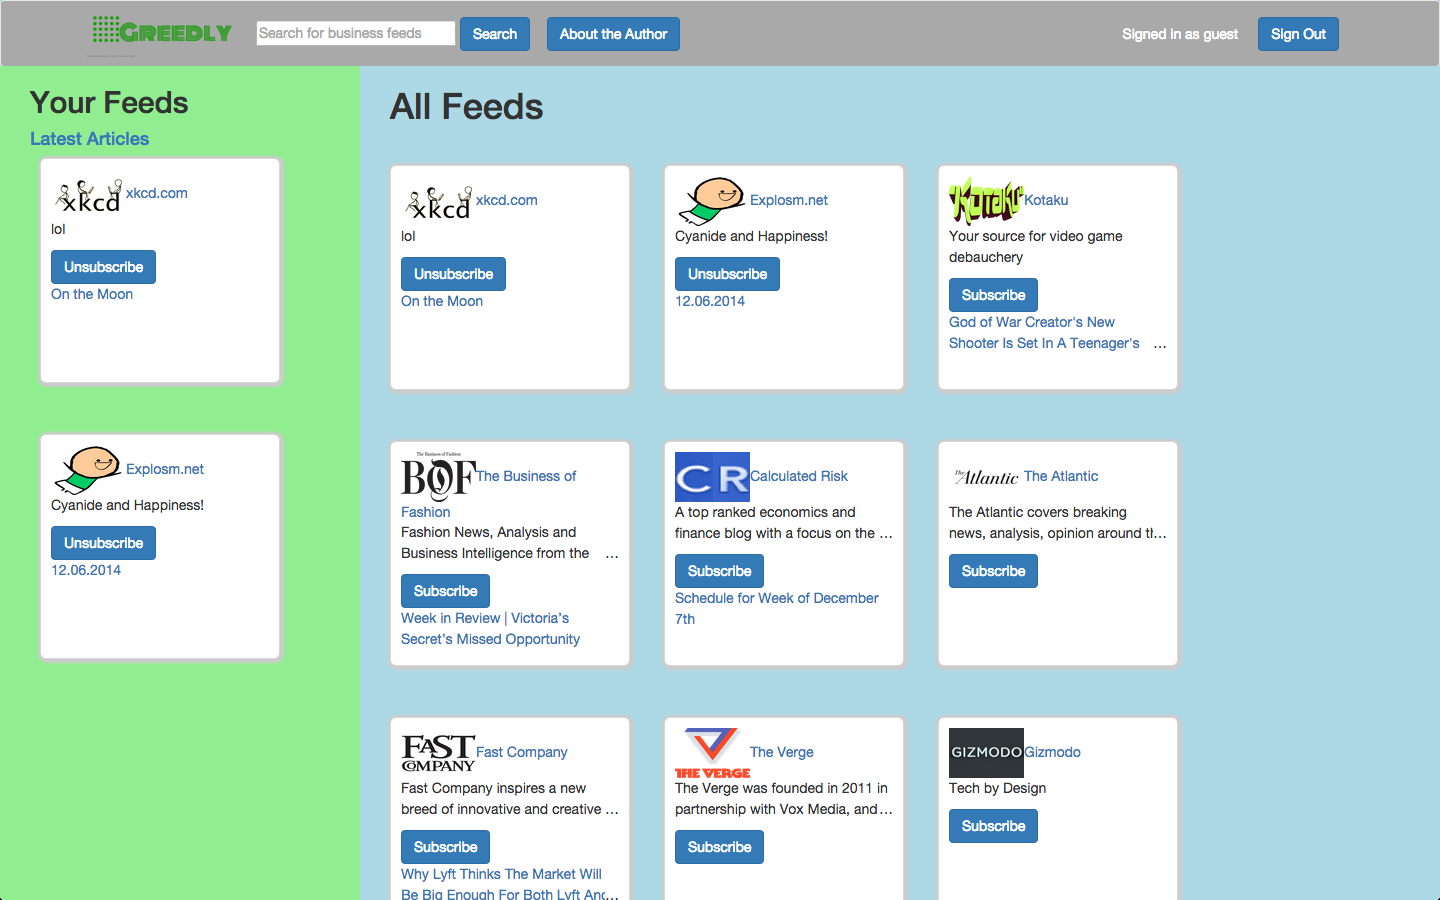 GREEDLY
Search for business feeds
Search
About the Author
Signed in as guest
Sign Out
Your Feeds
Latest Articles
xkcd
xkcd.com
lol
Unsubscribe
On the Moon
Explosm.net
Cyanide and Happiness!
Unsubscribe
12.06.2014
All Feeds
xkcd
xkcd.com
lol
Unsubscribe
On the Moon
Explosm.net
Cyanide and Happiness!
Unsubscribe
12.06.2014
KOTAKU
Kotaku
Your source for video game
debauchery
Subscribe
God of War Creator's New
Shooter Is Set In A Teenager's ...
The Business of Fashion
BOF
The Business of
Fashion
Fashion News, Analysis and
Business Intelligence from the ...
Subscribe
Week in Review | Victoria's
Secret's Missed Opportunity
CR
Calculated Risk
A top ranked economics and
finance blog with a focus on the ...
Subscribe
Schedule for Week of December
7th
The Atlantic
The Atlantic
The Atlantic covers breaking
news, analysis, opinion around th...
Subscribe
FAST
COMPANY
Fast Company
Fast Company inspires a new
breed of innovative and creative ...
Subscribe
Why Lyft Thinks The Market Will
Be Big Enough For Both Lyft And...
THE VERGE
The Verge
The Verge was founded in 2011 in
partnership with Vox Media, and...
Subscribe
GIZMODO
Gizmodo
Tech by Design
Subscribe